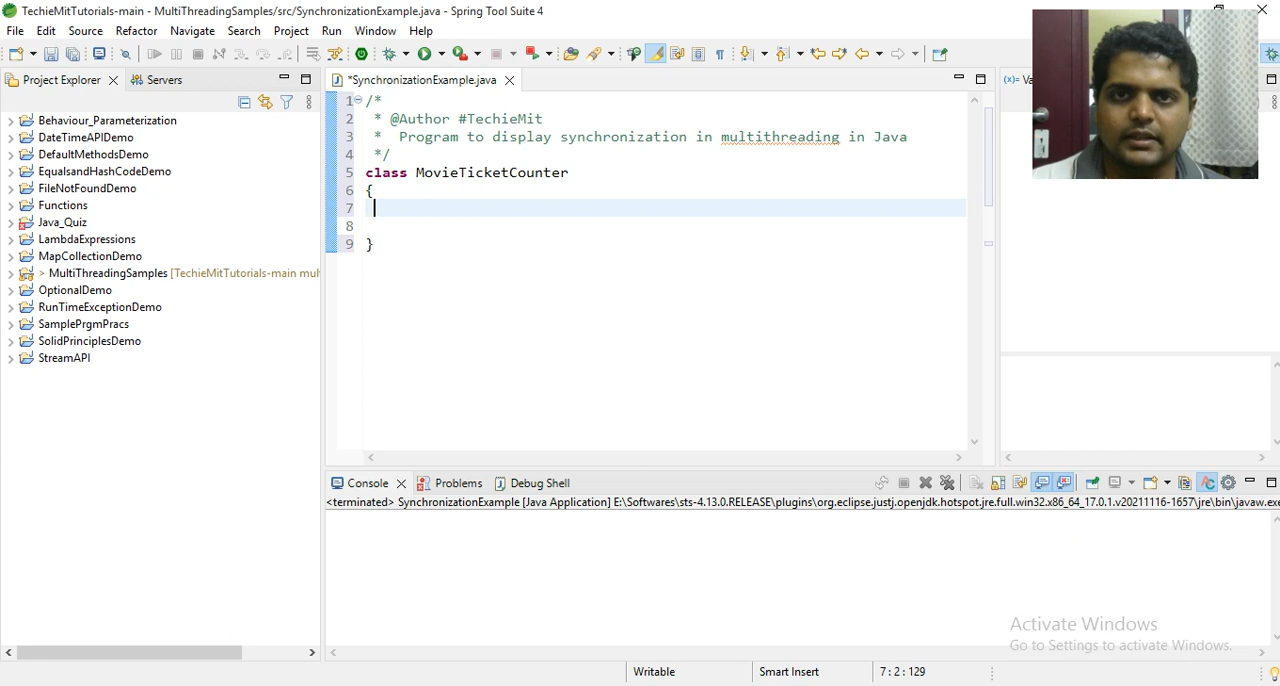 TechieMitTutorials-main - MultiThreadingSamples/src/SynchronizationExample.java - Spring Tool Suite 4
File Edit Source Refactor Navigate Search Project Run Window Help
Project Explorer Servers
*SynchronizationExample.java
(x)= Va
Behaviour_Parameterization
DateTimeAPIDemo
DefaultMethodsDemo
EqualsandHashCodeDemo
FileNotFoundDemo
Functions
Java_Quiz
LambdaExpressions
MapCollectionDemo
> MultiThreadingSamples [TechieMitTutorials-main mul
OptionalDemo
RunTimeExceptionDemo
SamplePrgmPracs
SolidPrinciplesDemo
StreamAPI
1 /*
2 * @Author #TechieMit
3 * Program to display synchronization in multithreading in Java
4 */
5 class MovieTicketCounter
6 {
7
8
9 }
Console Problems Debug Shell
<terminated> SynchronizationExample [Java Application] E:\Softwares\sts-4.13.0.RELEASE\plugins\org.eclipse.justj.openjdk.hotspot.jre.full.win32.x86_64_17.0.1.v20211116-1657\jre\bin\javaw.exe
Activate Windows
Go to Settings to activate Windows.
Writable Smart Insert 7 : 2 : 129